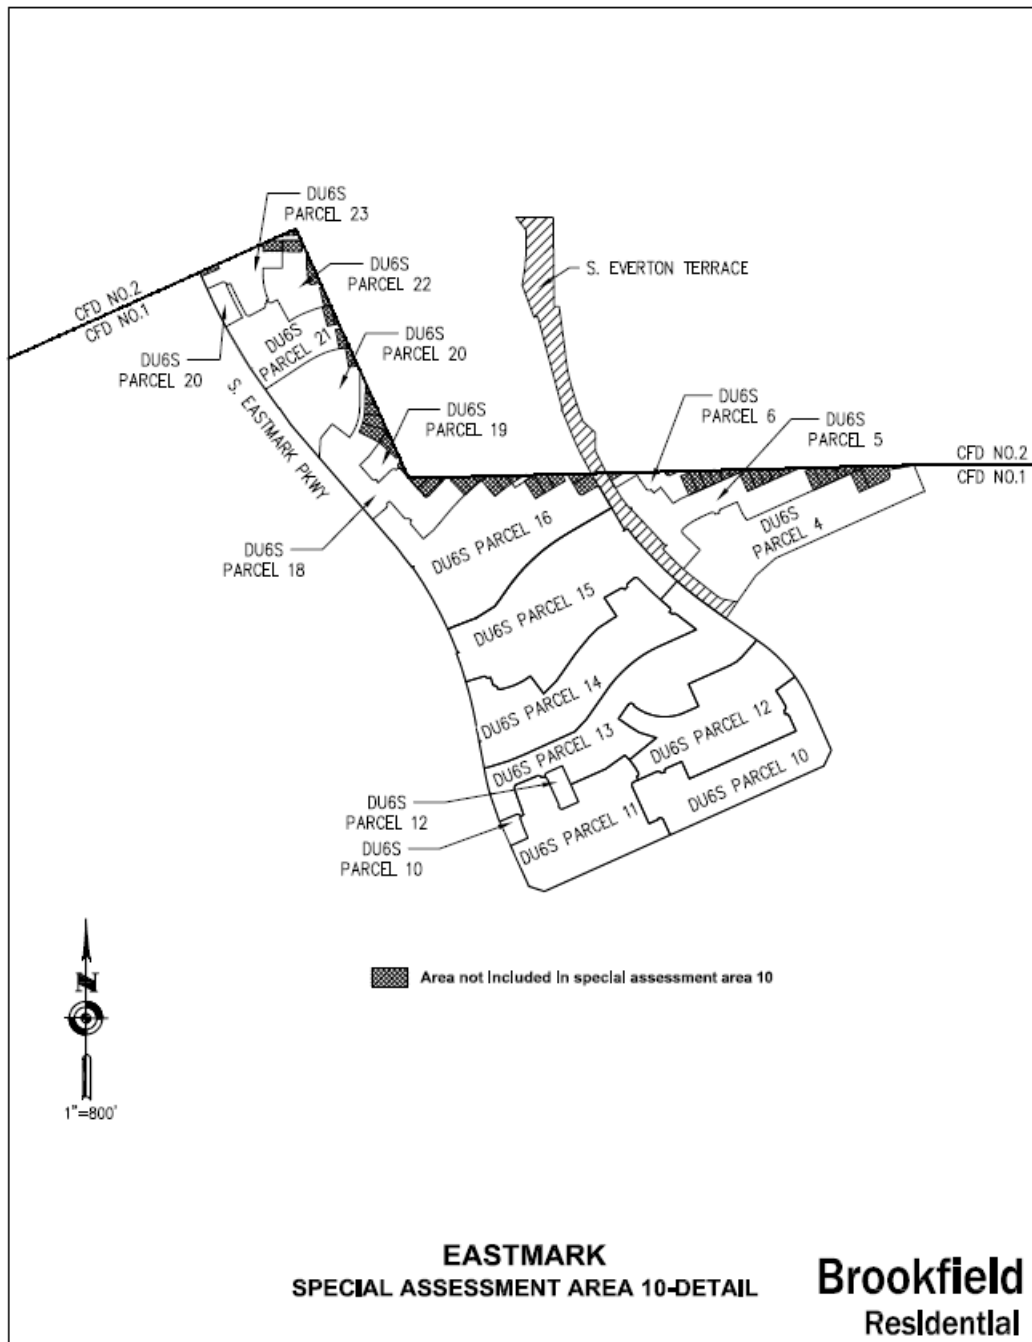 DU6S
PARCEL 23
DU6S
PARCEL 22
S. EVERTON TERRACE
CFD NO.2
CFD NO.1
DU6S
PARCEL 21
DU6S
PARCEL 20
DU6S
PARCEL 20
S. EASTMARK PKWY
DU6S
PARCEL 19
DU6S
PARCEL 6
DU6S
PARCEL 5
CFD NO.2
CFD NO.1
DU6S
PARCEL 4
DU6S PARCEL 16
DU6S
PARCEL 18
DU6S PARCEL 15
DU6S PARCEL 14
DU6S PARCEL 13
DU6S PARCEL 12
DU6S PARCEL 10
DU6S
PARCEL 12
DU6S PARCEL 11
DU6S
PARCEL 10
N
Area not Included In special assessment area 10
1"=800'
EASTMARK
SPECIAL ASSESSMENT AREA 10-DETAIL
Brookfield
Residential